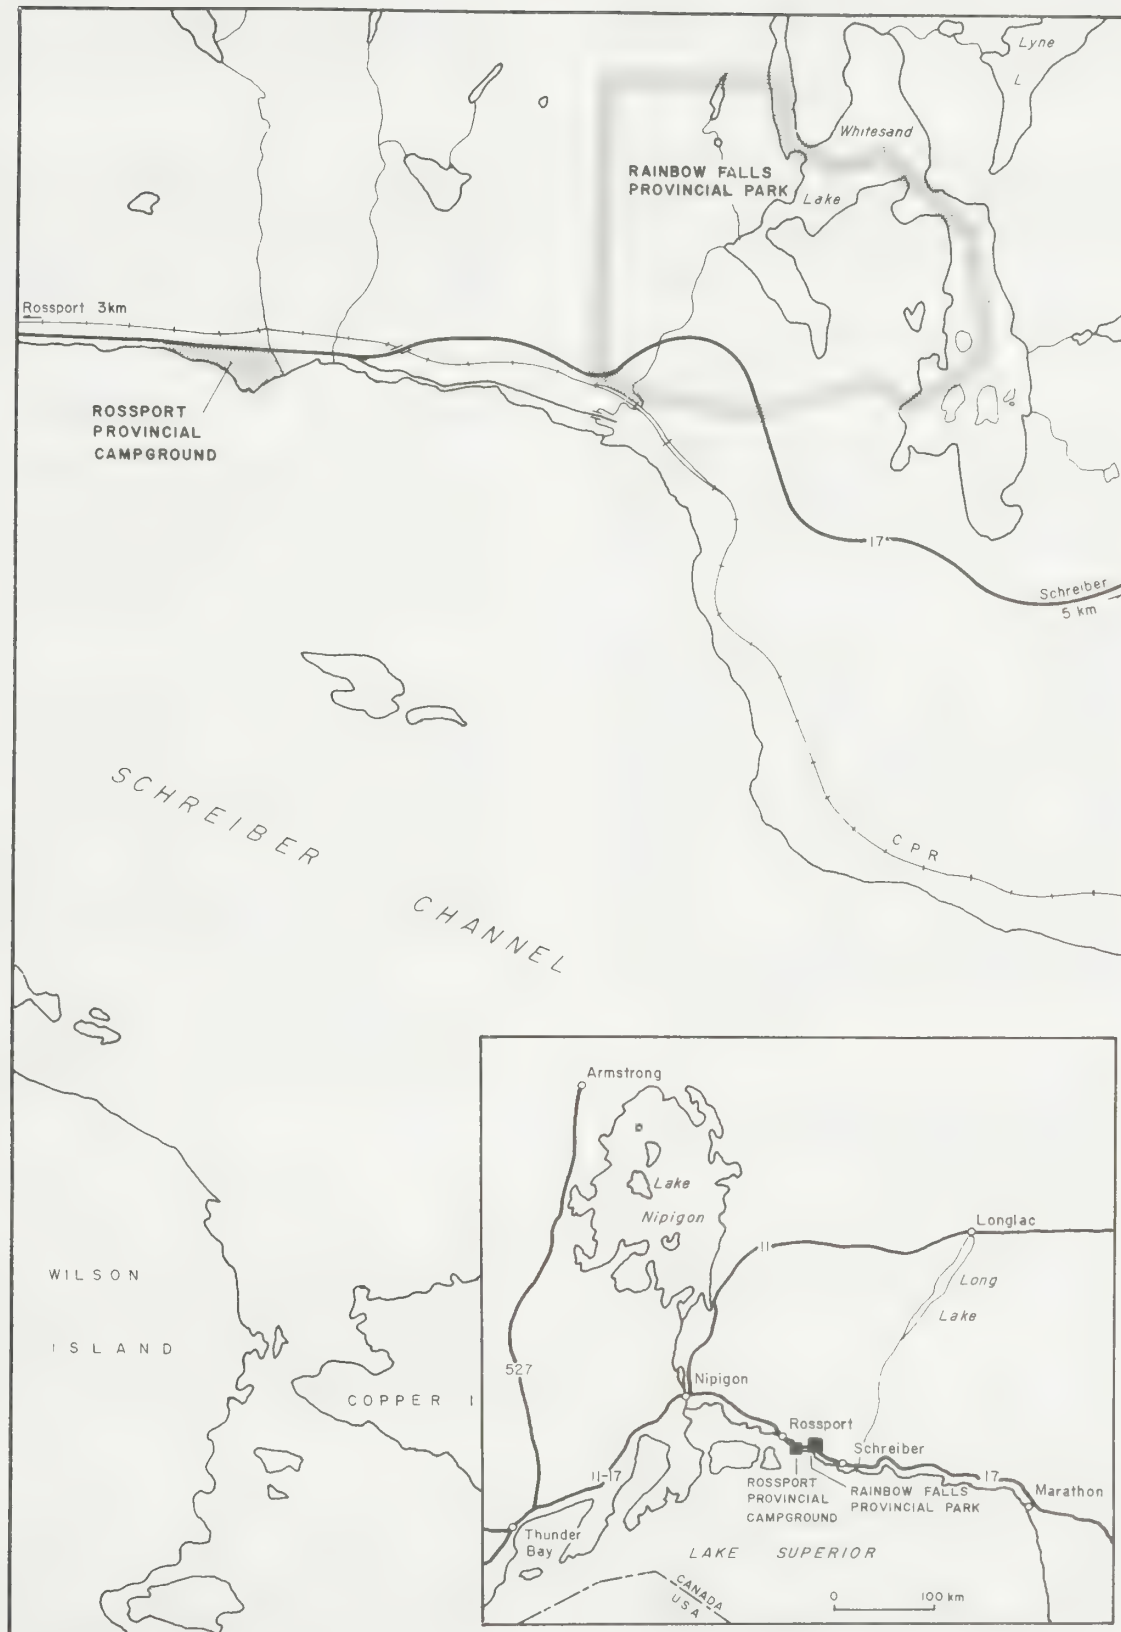 Lyne
L
Whitesand
RAINBOW FALLS
PROVINCIAL PARK
Lake
Rossport 3km
ROSSPORT
PROVINCIAL
CAMPGROUND
17
Schreiber
5 km
SCHREIBER
CHANNEL
CPR
WILSON
ISLAND
COPPER I
Armstrong
Lake
Nipigon
Longlac
11
Long
Lake
527
Nipigon
Rossport
Schreiber
11-17
17
ROSSPORT
PROVINCIAL
CAMPGROUND
RAINBOW FALLS
PROVINCIAL PARK
Marathon
Thunder
Bay
LAKE SUPERIOR
CANADA
USA
0 100 km